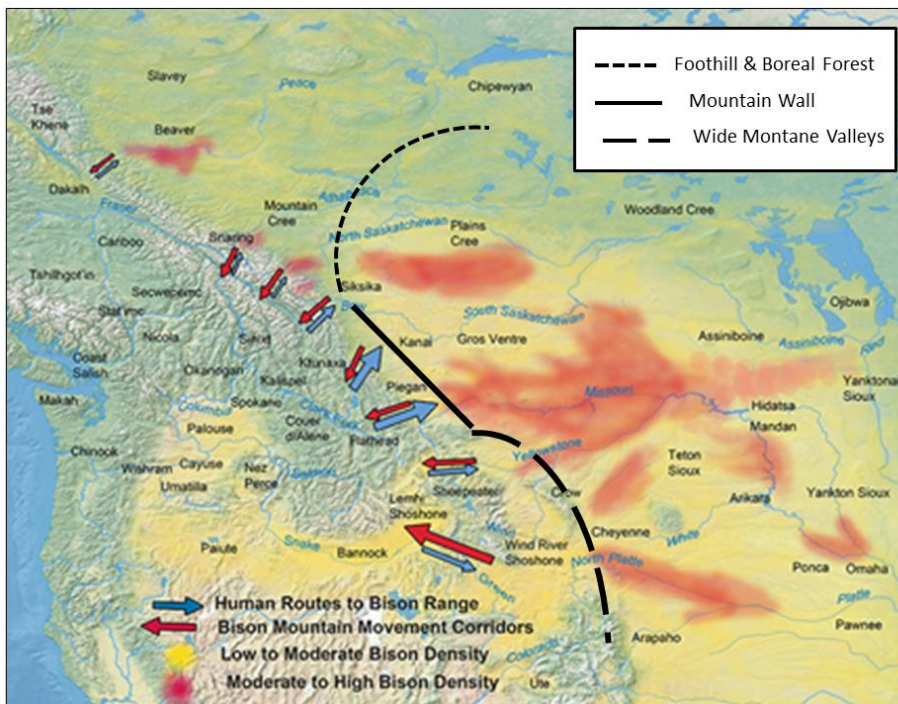 Foothill & Boreal Forest
Mountain Wall
Wide Montane Valleys
Slavey
Peace
Chipewyan
Tse
Khene
Beaver
Dakalh
Athabasca
Mountain
Cree
Woodland Cree
Fraser
North Saskatchewan
Plains
Cree
Cariboo
Snaring
Tsilhgot'in
Secwepemc
Siksika
Bow
Ojibwa
Stat'imc
South Saskatchewan
Nicola
Kanai
Gros Ventre
Assiniboine
Assiniboine
Red
Coast
Salish
Okanogan
Ktunaxa
Kalispel
Piegan
Missouri
Yanktonai
Sioux
Makah
Spokane
Columbia
Clark Fork
Hidatsa
Mandan
Palouse
Couer
d'Alene
Flathead
Chinook
Yellowstone
Teton
Sioux
Wishram
Cayuse
Nez
Perce
Salmon
Umatilla
Sheepeater
Crow
Arikara
Yankton Sioux
Lemhi
Shoshone
Cheyenne
White
Wind
Wind River
Shoshone
Paiute
Snake
Bannock
Green
North Platte
Ponca
Omaha
Platte
Pawnee
Arapaho
Colorado
Ute
Human Routes to Bison Range
Bison Mountain Movement Corridors
Low to Moderate Bison Density
Moderate to High Bison Density